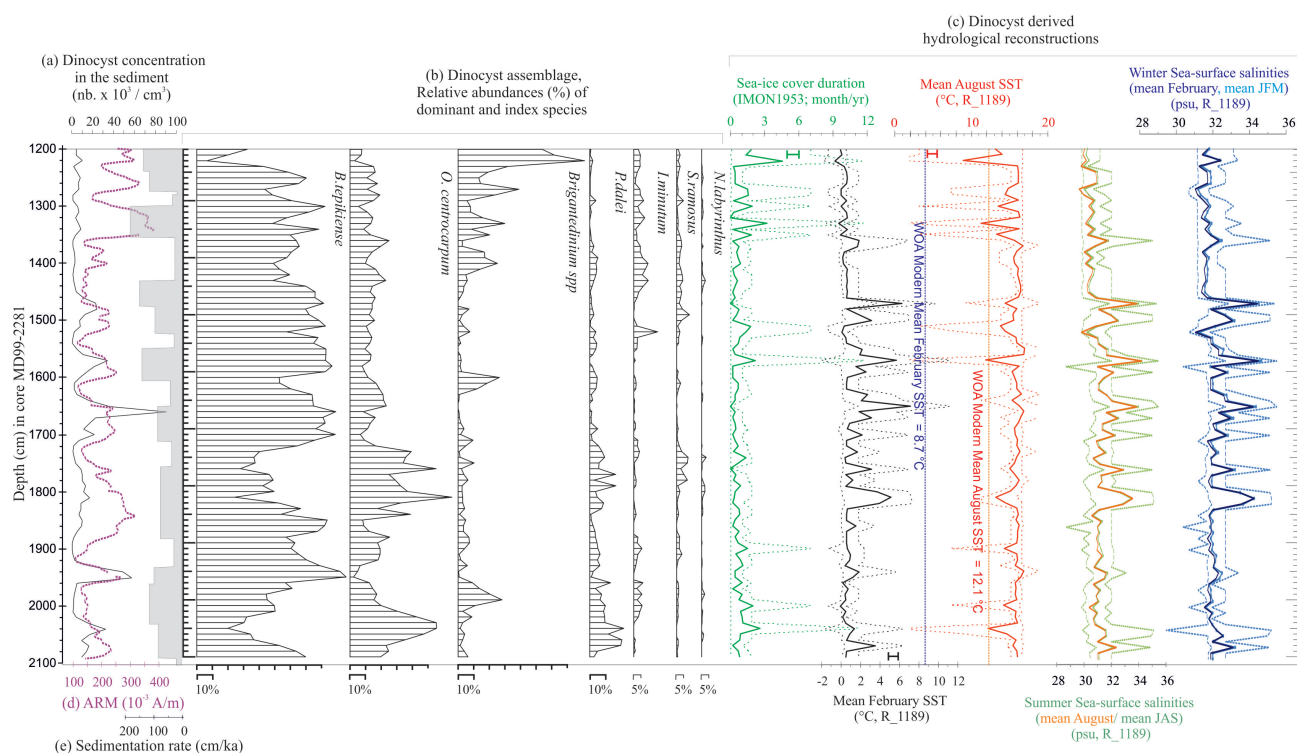 (c) Dinocyst derived
hydrological reconstructions
(a) Dinocyst concentration
in the sediment
(nb. x 10³ / cm³)
(b) Dinocyst assemblage,
Relative abundances (%) of
dominant and index species
Sea-ice cover duration
(IMON1953; month/yr)
Mean August SST
(°C, R_1189)
Winter Sea-surface salinities
(mean February, mean JFM)
(psu, R_1189)
0 20 40 60 80 100
0 3 6 9 12
0 4 8 12 16 20
30 32 34 36
Depth (cm) in core MD99-2281
1200
1300
1400
1500
1600
1700
1800
1900
2000
2100
B.tepikiense
O. centrocarpum
Brigantedinium spp
P.dalei
I.minutum
S.ramosus
N.labyrinthus
WOA Modern Mean February SST = 8.7 °C
WOA Modern Mean August SST = 12.1 °C
100 200 300 400
(d) ARM (10⁻³ A/m)
200 100 0
(e) Sedimentation rate (cm/ka)
10%
10%
10%
10%
5%
5%
5%
-2 0 2 4 6 8 10 12
Mean February SST
(°C, R_1189)
28 30 32 34 36
Summer Sea-surface salinities
(mean August/ mean JAS)
(psu, R_1189)